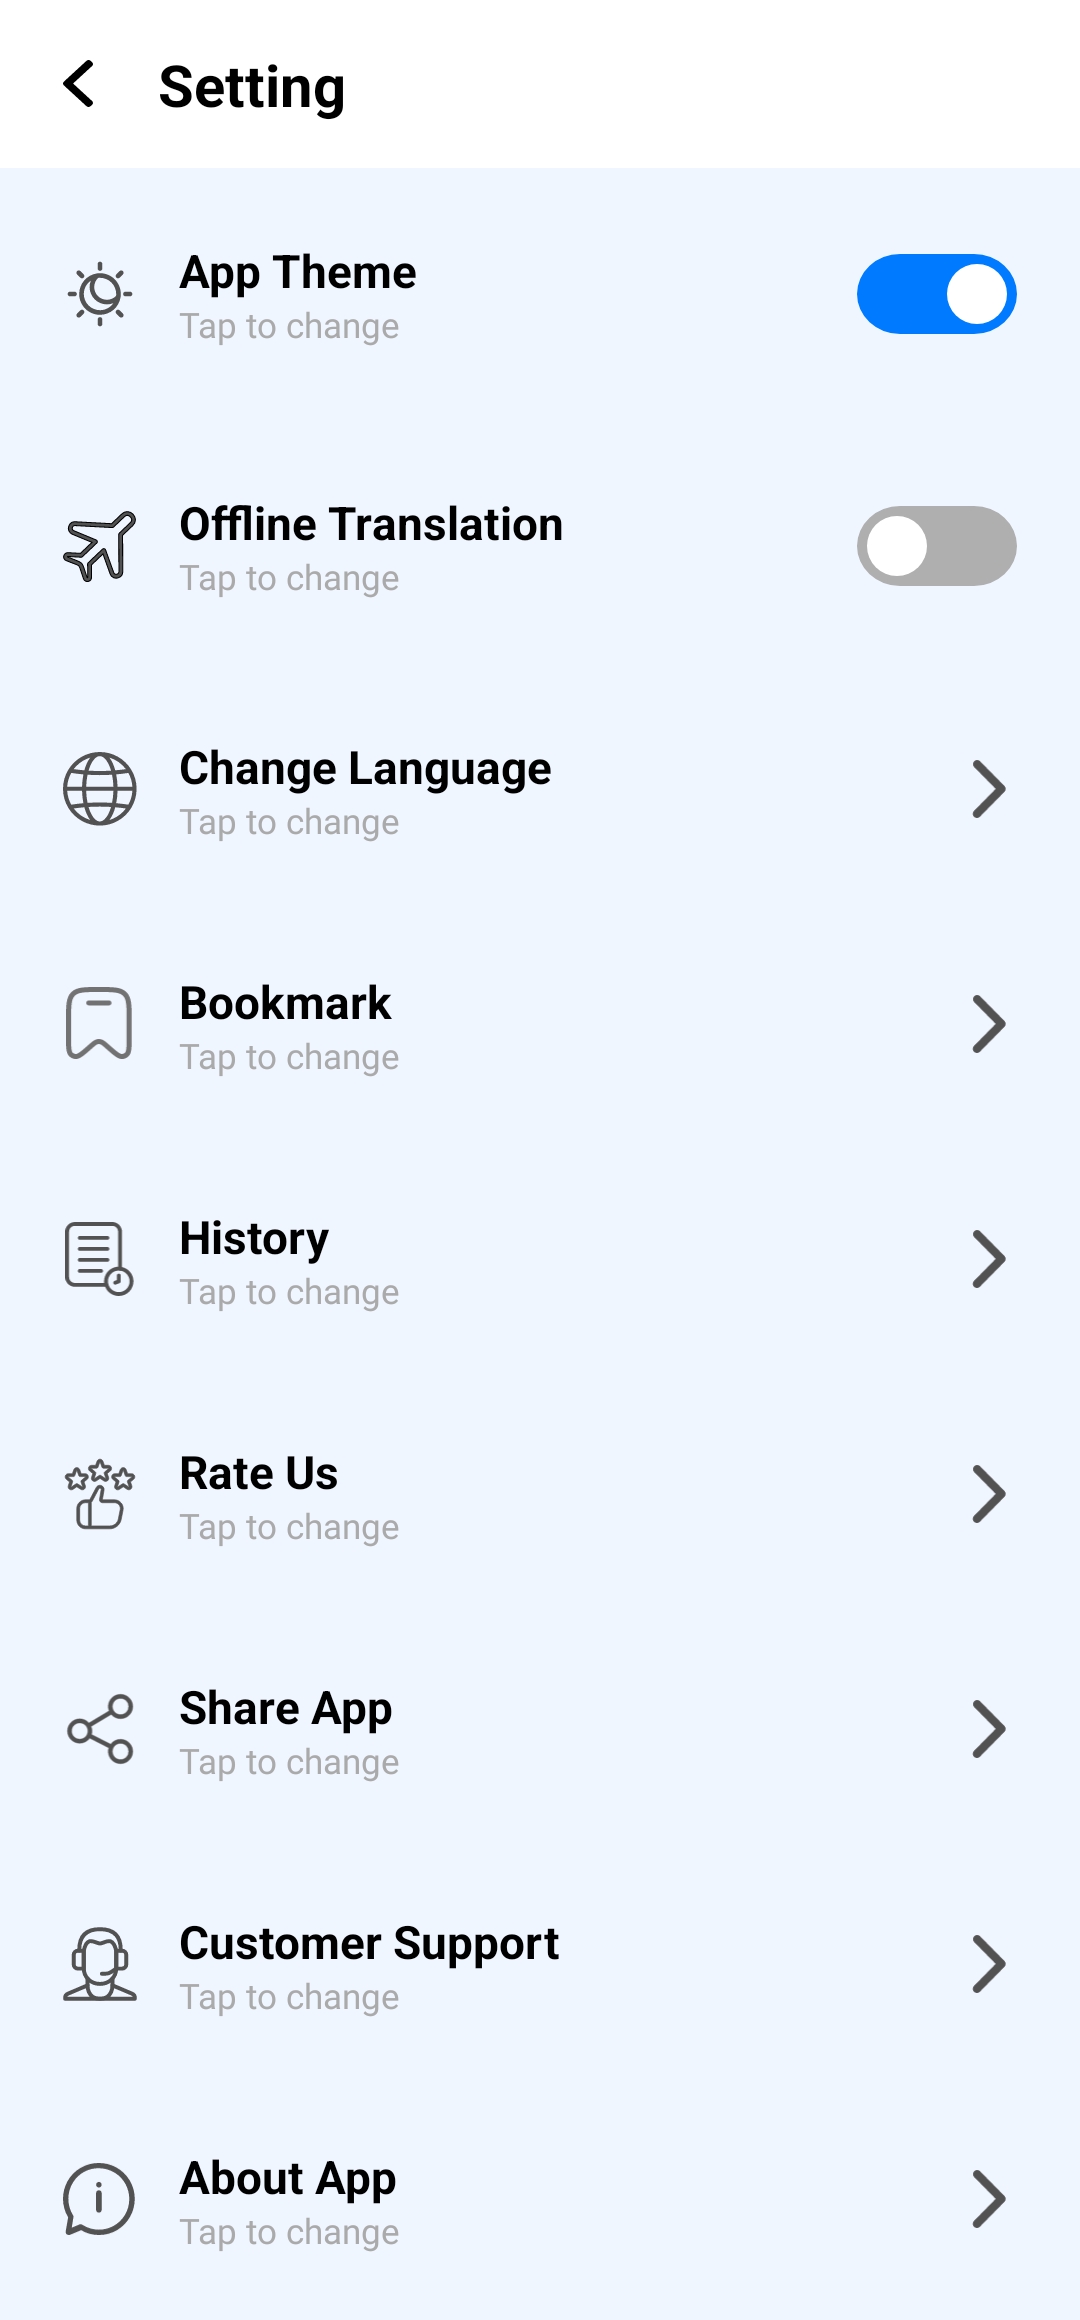 Setting
App Theme
Tap to change
Offline Translation
Tap to change
Change Language
Tap to change
Bookmark
Tap to change
History
Tap to change
Rate Us
Tap to change
Share App
Tap to change
Customer Support
Tap to change
About App
Tap to change